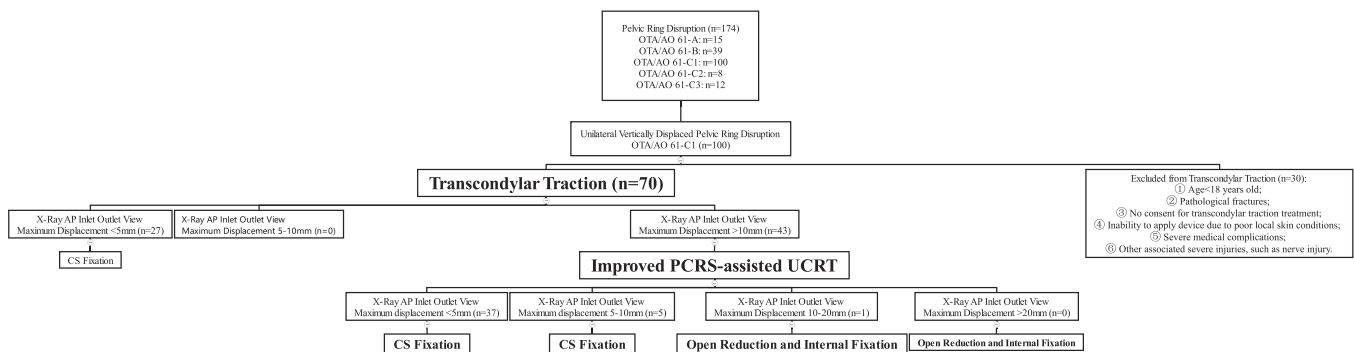 Pelvic Ring Disruption (n=174)
OTA/AO 61-A: n=15
OTA/AO 61-B: n=39
OTA/AO 61-C1: n=100
OTA/AO 61-C2: n=8
OTA/AO 61-C3: n=12
Unilateral Vertically Displaced Pelvic Ring Disruption
OTA/AO 61-C1 (n=100)
Transcondylar Traction (n=70)
Excluded from Transcondylar Traction (n=30):
① Age<18 years old;
② Pathological fractures;
③ No consent for transcondylar traction treatment;
④ Inability to apply device due to poor local skin conditions;
⑤ Severe medical complications;
⑥ Other associated severe injuries, such as nerve injury.
X-Ray AP Inlet Outlet View
Maximum Displacement <5mm (n=27)
X-Ray AP Inlet Outlet View
Maximum Displacement 5-10mm (n=0)
X-Ray AP Inlet Outlet View
Maximum Displacement >10mm (n=43)
CS Fixation
Improved PCRS-assisted UCRT
X-Ray AP Inlet Outlet View
Maximum displacement <5mm (n=37)
X-Ray AP Inlet Outlet View
Maximum displacement 5-10mm (n=5)
X-Ray AP Inlet Outlet View
Maximum Displacement 10-20mm (n=1)
X-Ray AP Inlet Outlet View
Maximum Displacement >20mm (n=0)
CS Fixation
CS Fixation
Open Reduction and Internal Fixation
Open Reduction and Internal Fixation